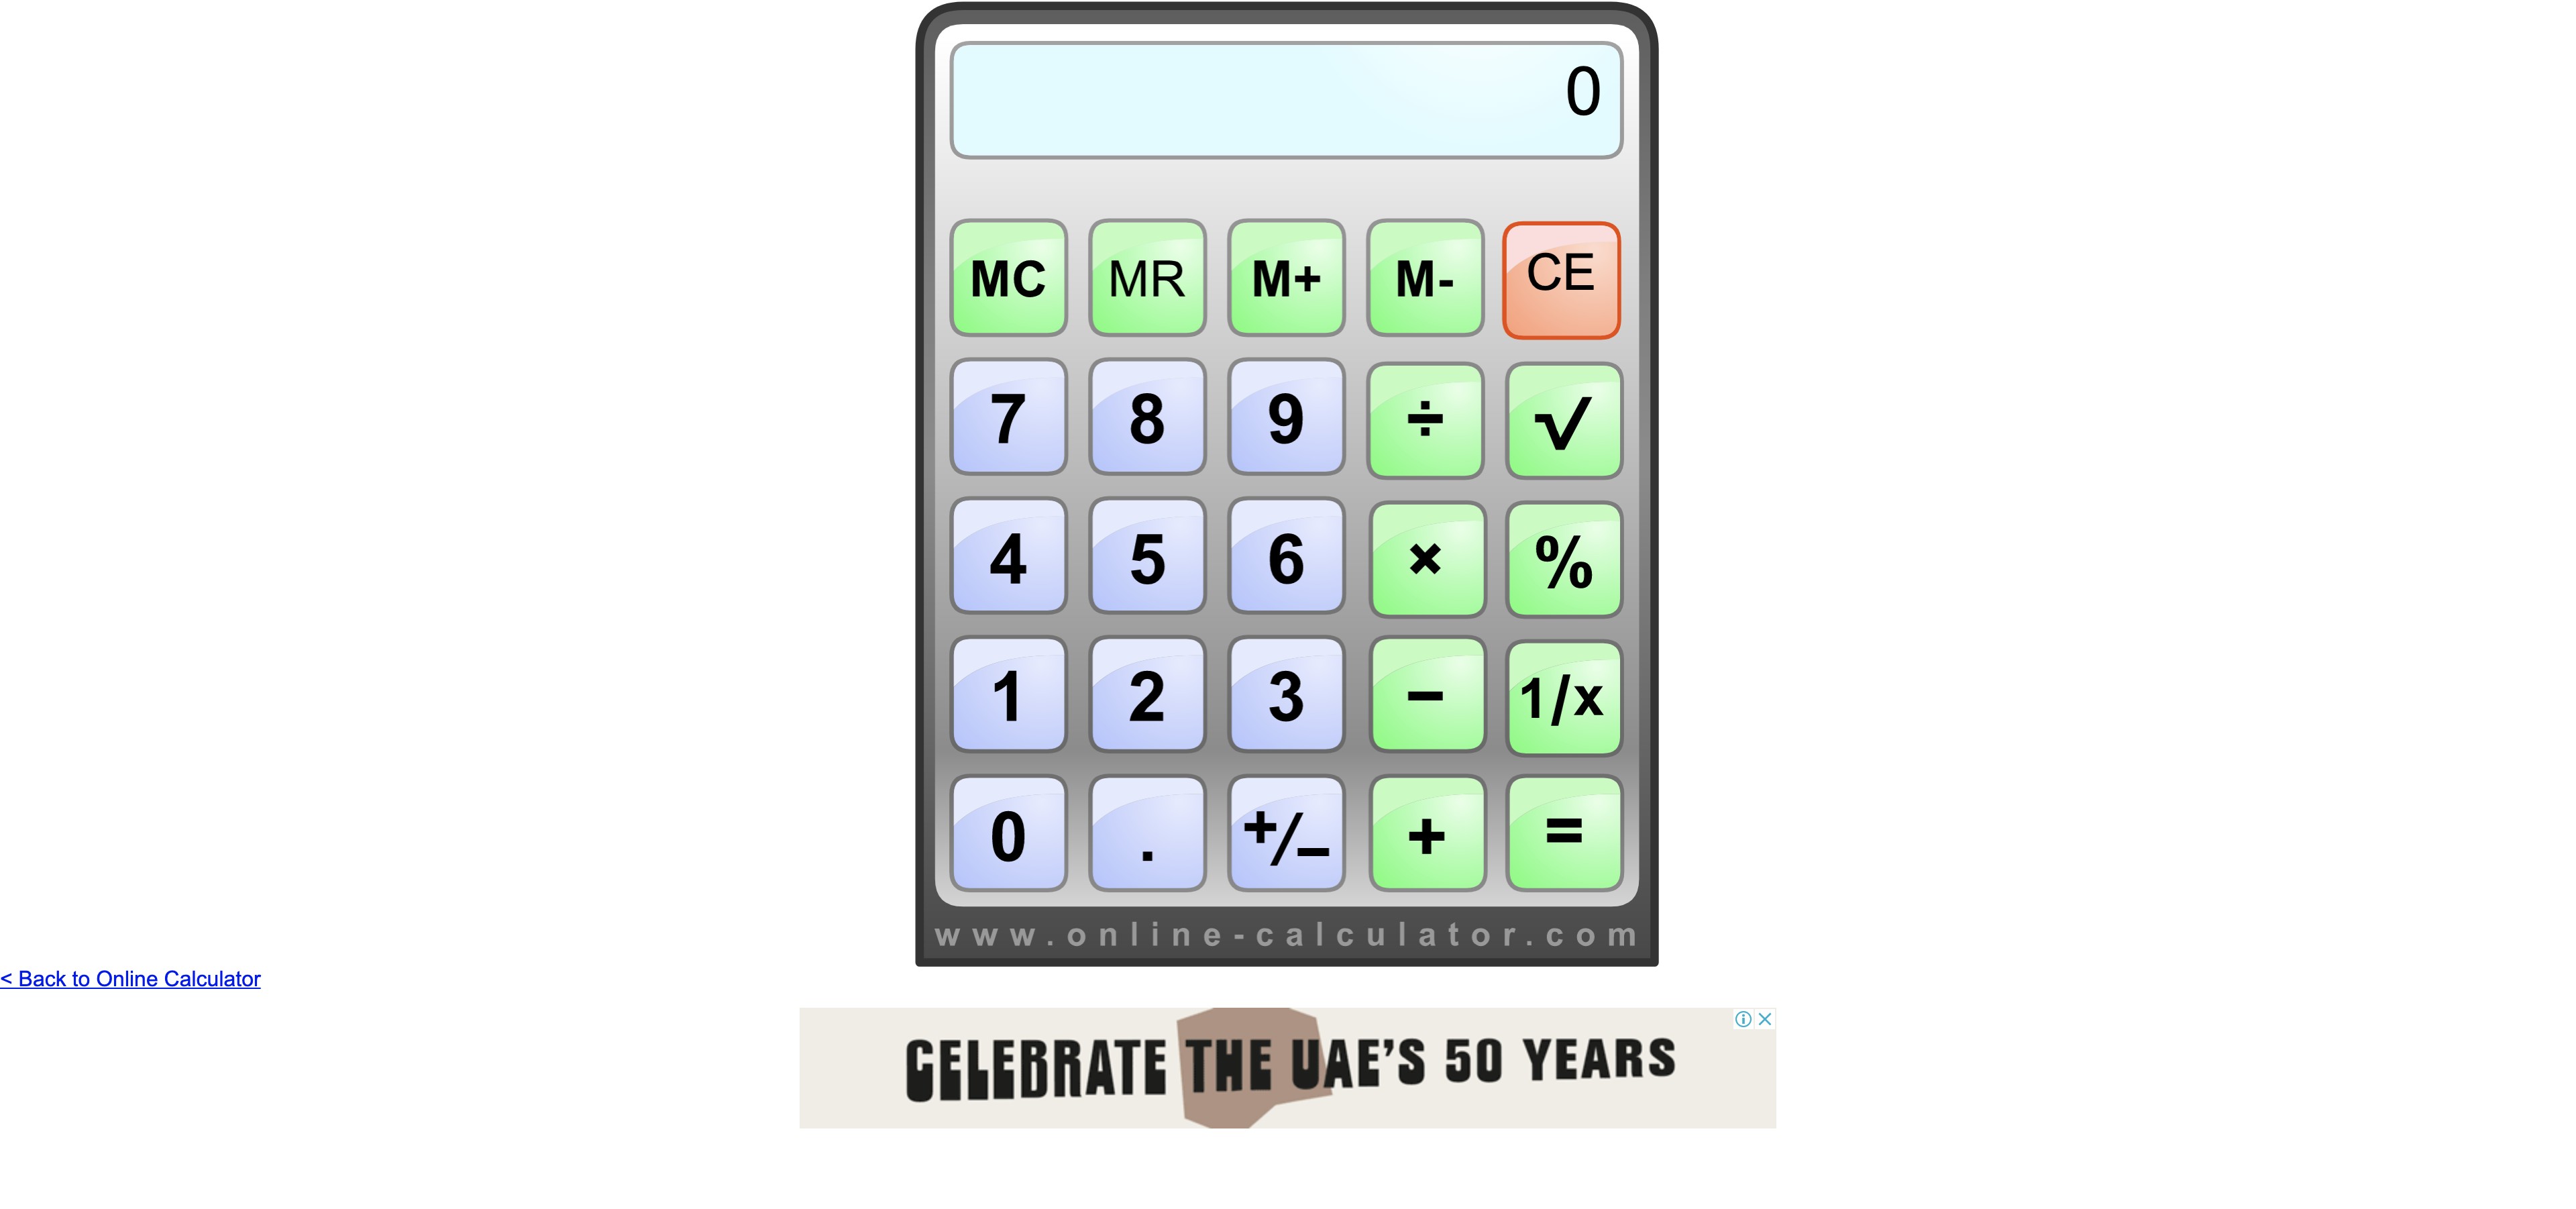 0
MC MR M+ M- CE
7 8 9 ÷ √
4 5 6 × %
1 2 3 − 1/x
0 . +/− + =
www.online-calculator.com
< Back to Online Calculator
CELEBRATE THE UAE'S 50 YEARS